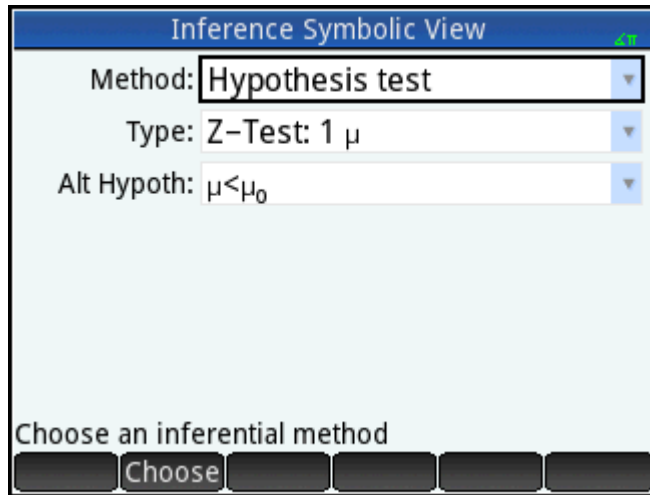 Inference Symbolic View
∡π
Method: Hypothesis test
Type: Z−Test: 1 μ
Alt Hypoth: μ<μ₀
Choose an inferential method
Choose